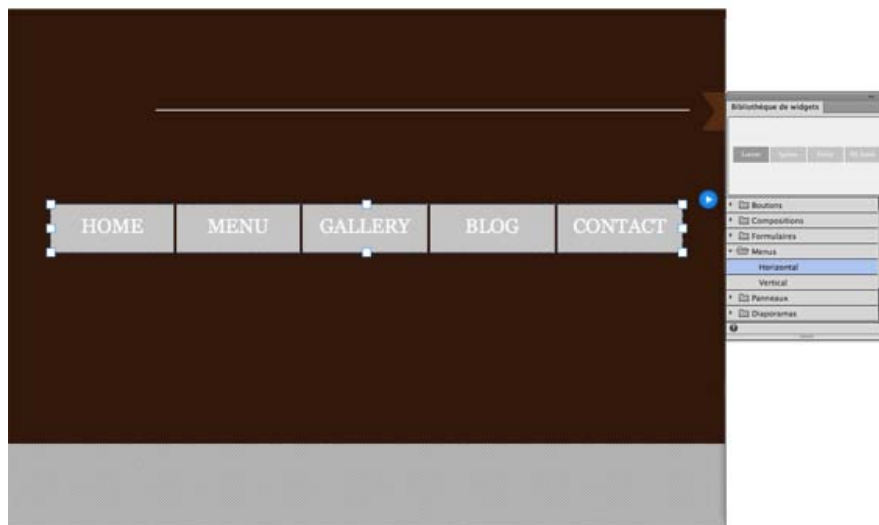 HOME MENU GALLERY BLOG CONTACT
Bibliothèque de widgets
Boutons
Compositions
Formulaires
Menus
Horizontal
Vertical
Panneaux
Diaporamas